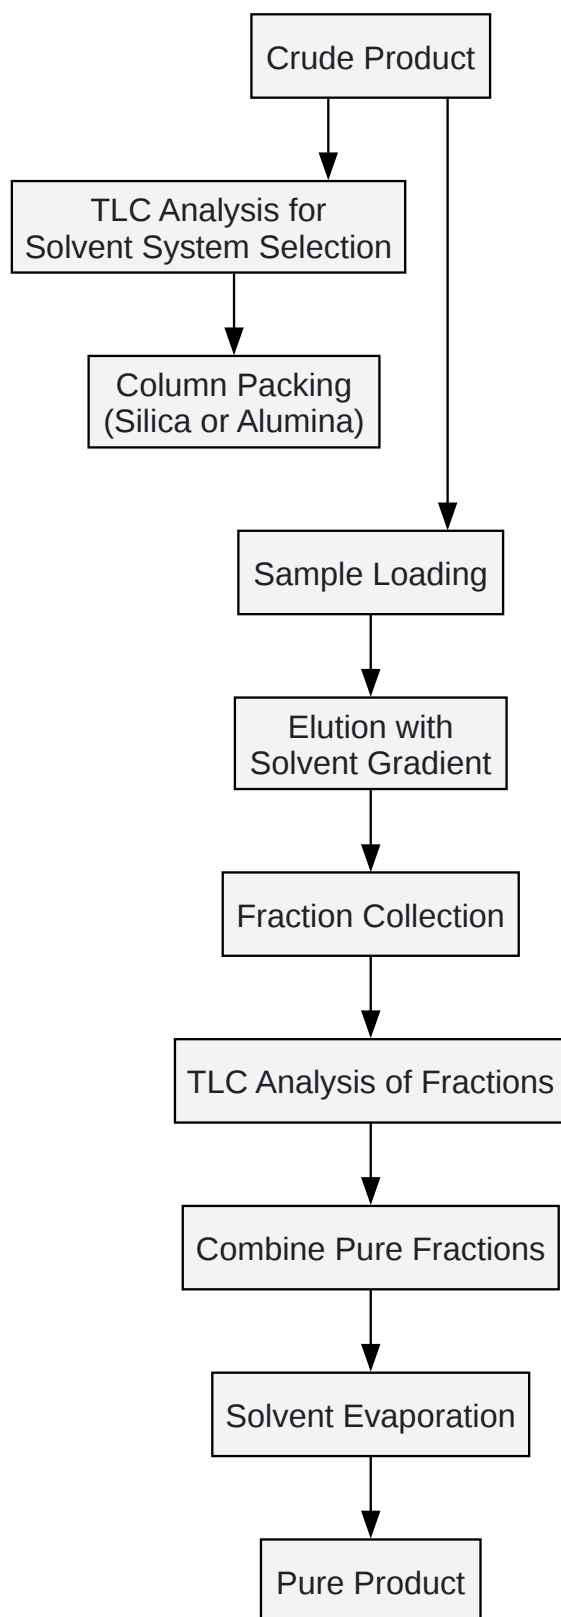 Crude Product
TLC Analysis for
Solvent System Selection
Column Packing
(Silica or Alumina)
Sample Loading
Elution with
Solvent Gradient
Fraction Collection
TLC Analysis of Fractions
Combine Pure Fractions
Solvent Evaporation
Pure Product